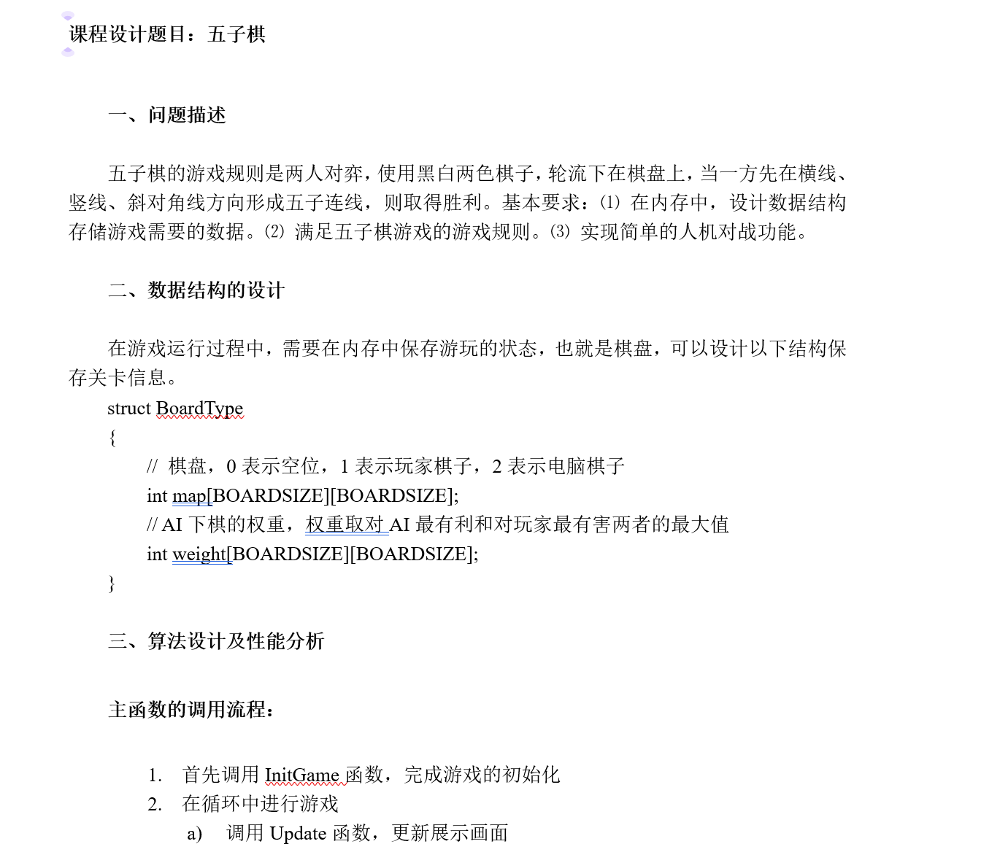 课程设计题目：五子棋
一、问题描述
五子棋的游戏规则是两人对弈，使用黑白两色棋子，轮流下在棋盘上，当一方先在横线、
竖线、斜对角线方向形成五子连线，则取得胜利。基本要求：⑴ 在内存中，设计数据结构
存储游戏需要的数据。⑵ 满足五子棋游戏的游戏规则。⑶ 实现简单的人机对战功能。
二、数据结构的设计
在游戏运行过程中，需要在内存中保存游玩的状态，也就是棋盘，可以设计以下结构保
存关卡信息。
struct BoardType
{
// 棋盘，0 表示空位，1 表示玩家棋子，2 表示电脑棋子
int map[BOARDSIZE][BOARDSIZE];
// AI 下棋的权重，权重取对 AI 最有利和对玩家最有害两者的最大值
int weight[BOARDSIZE][BOARDSIZE];
}
三、算法设计及性能分析
主函数的调用流程：
1. 首先调用 InitGame 函数，完成游戏的初始化
2. 在循环中进行游戏
a) 调用 Update 函数，更新展示画面